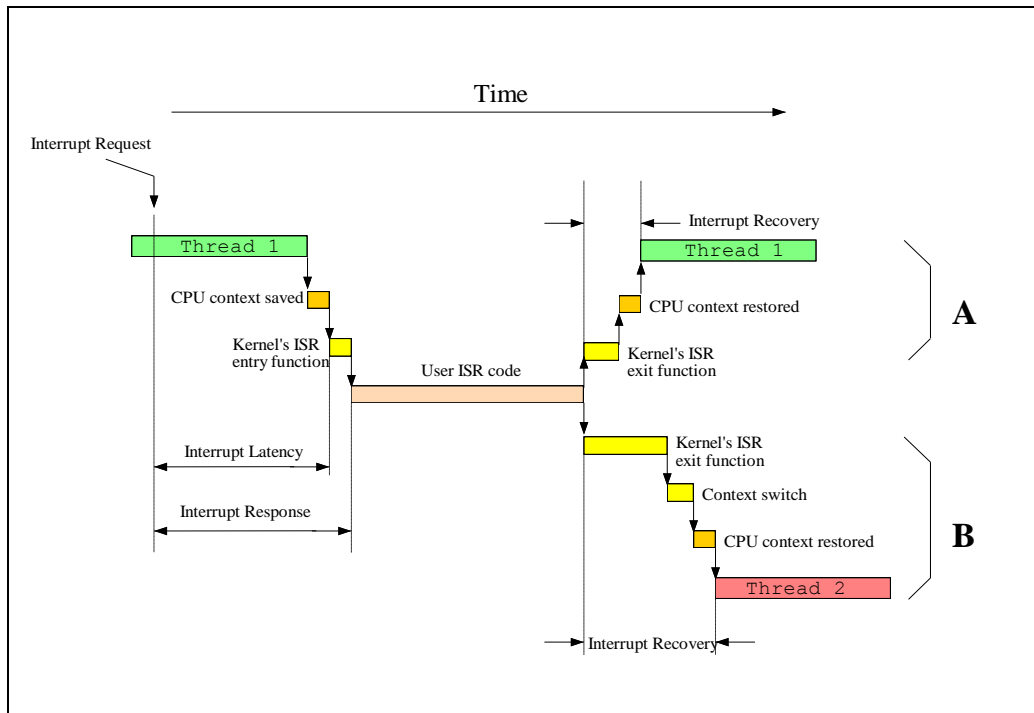 Time
Interrupt Request
Interrupt Recovery
Thread 1
Thread 1
CPU context saved
CPU context restored
A
Kernel's ISR
entry function
Kernel's ISR
exit function
User ISR code
Kernel's ISR
exit function
Interrupt Latency
Context switch
Interrupt Response
CPU context restored
B
Thread 2
Interrupt Recovery